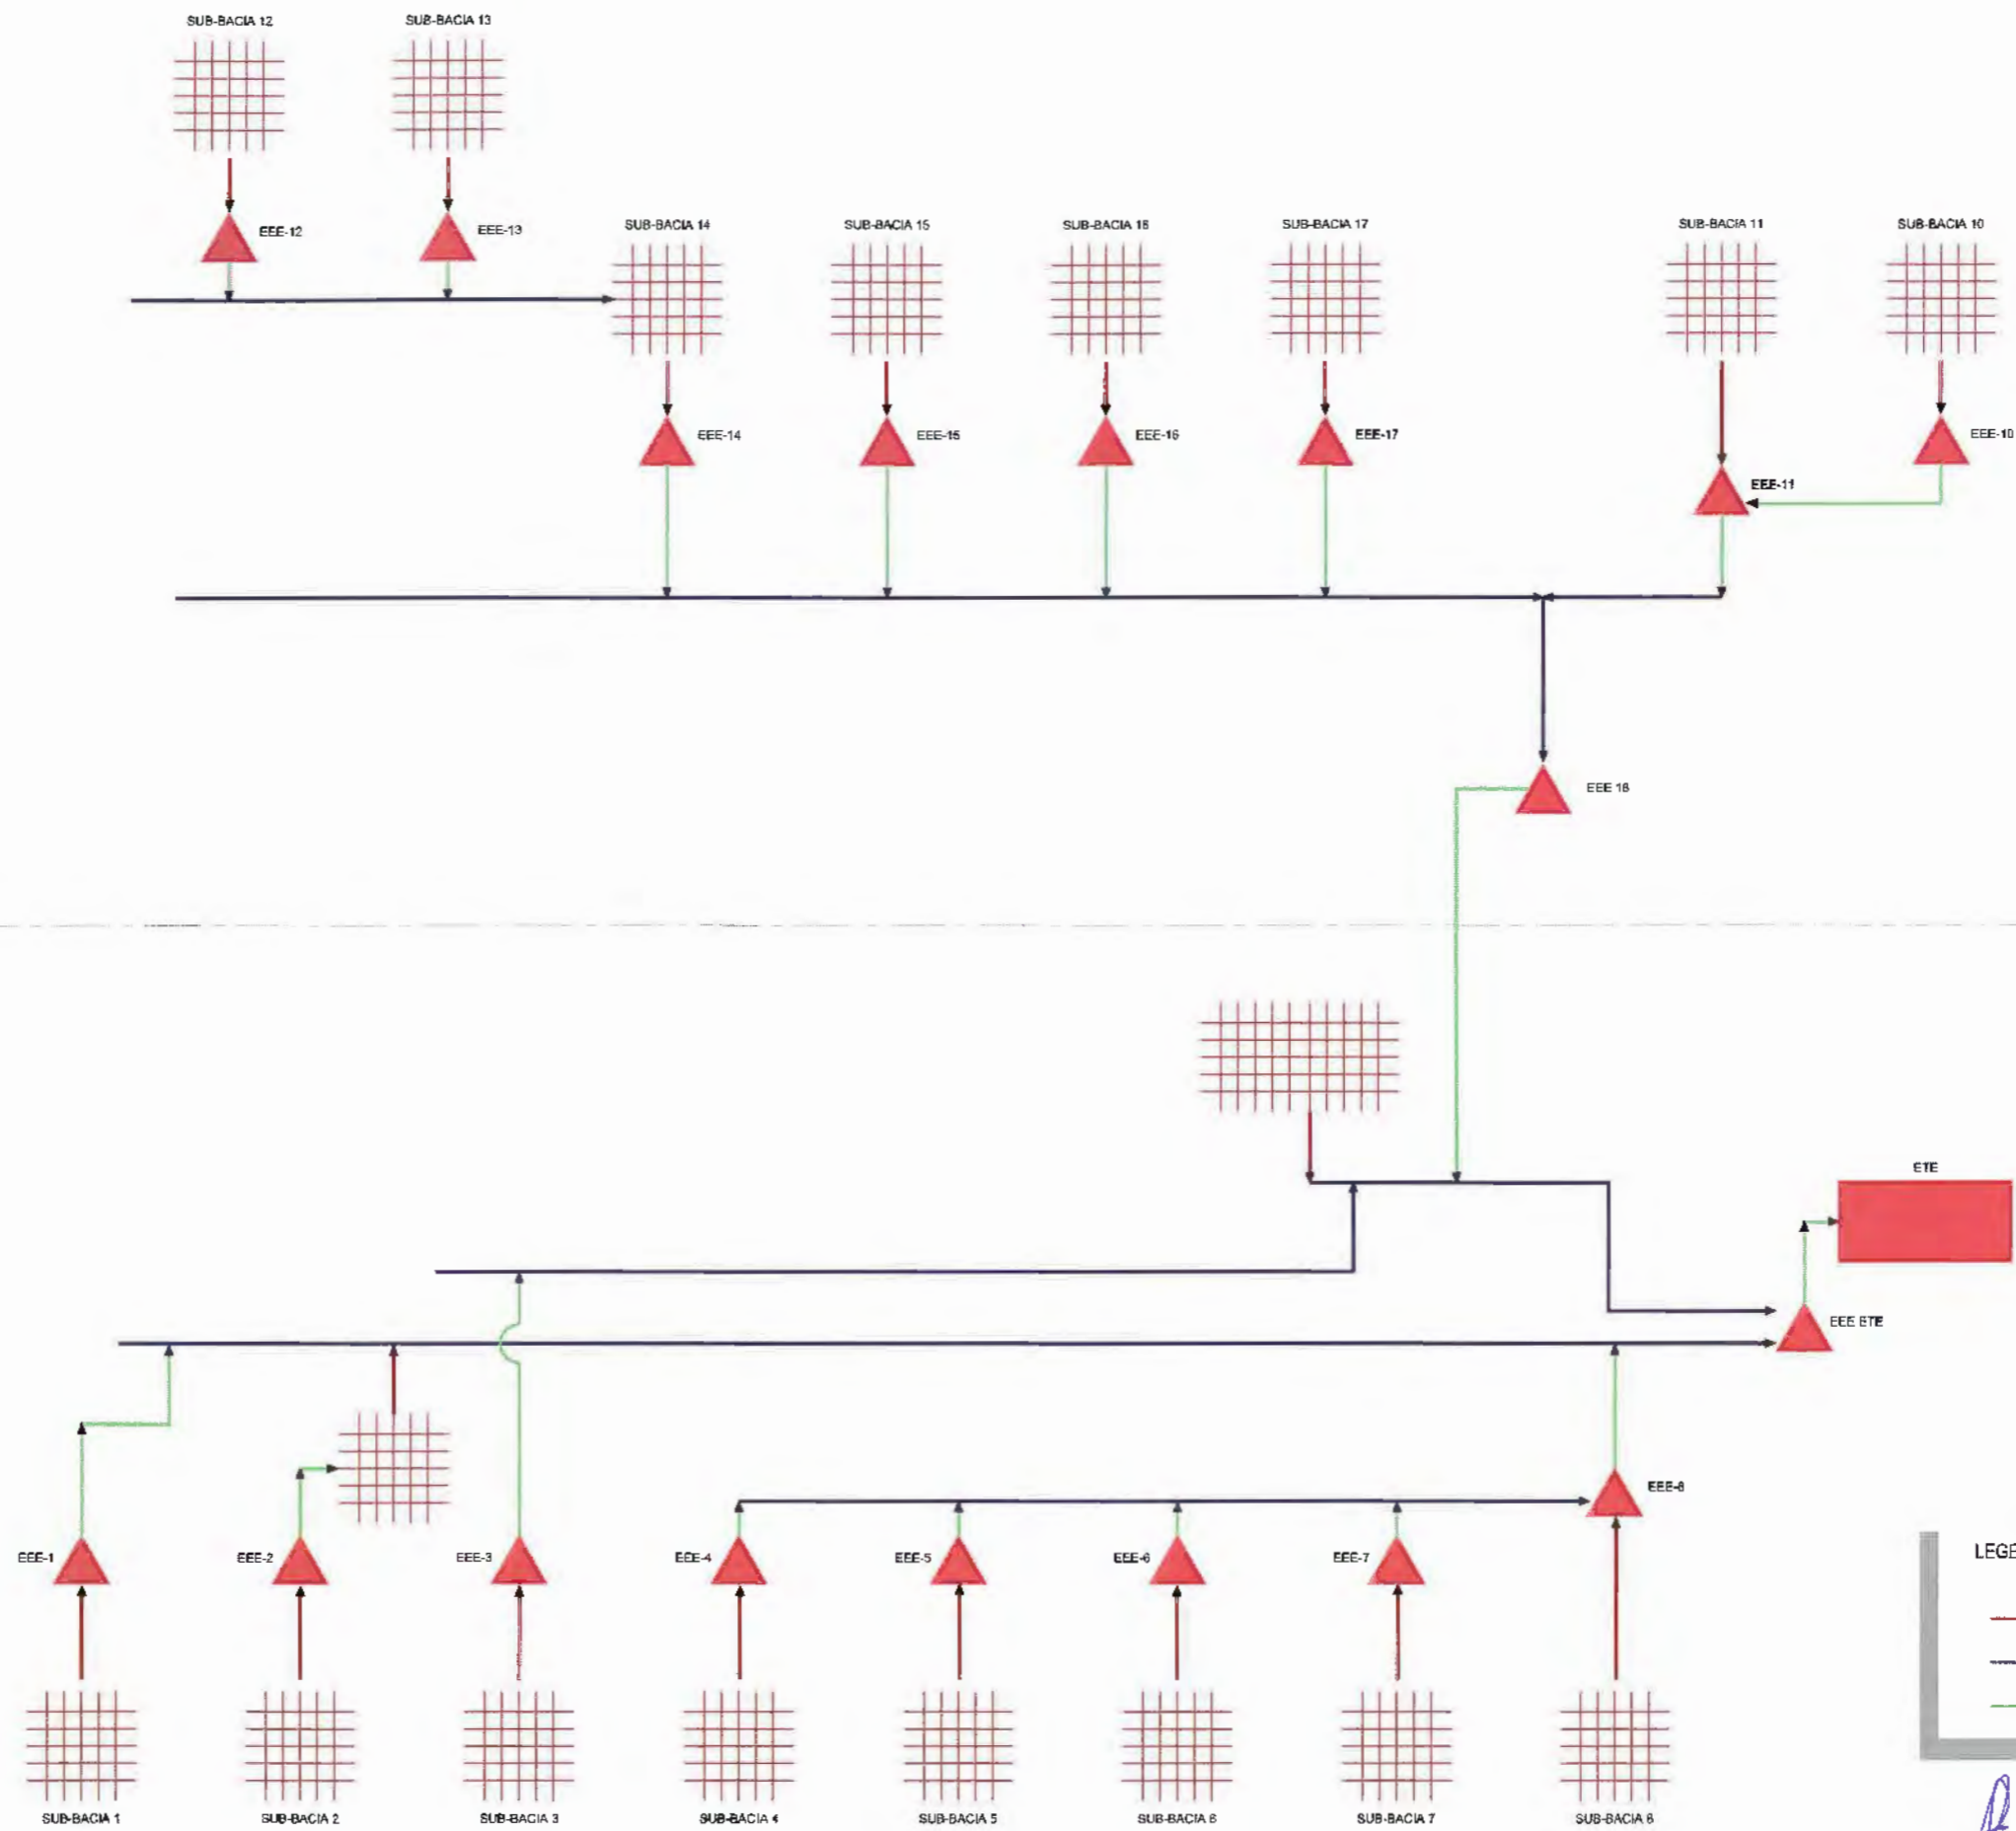 SUB-BACIA 12
SUB-BACIA 13
EEE-12
EEE-13
SUB-BACIA 14
SUB-BACIA 15
SUB-BACIA 16
SUB-BACIA 17
SUB-BACIA 11
SUB-BACIA 10
EEE-14
EEE-15
EEE-16
EEE-17
EEE-11
EEE-10
EEE 18
ETE
EEE ETE
EEE-8
EEE-1
EEE-2
EEE-3
EEE-4
EEE-5
EEE-6
EEE-7
LEGE
SUB-BACIA 1
SUB-BACIA 2
SUB-BACIA 3
SUB-BACIA 4
SUB-BACIA 5
SUB-BACIA 6
SUB-BACIA 7
SUB-BACIA 8